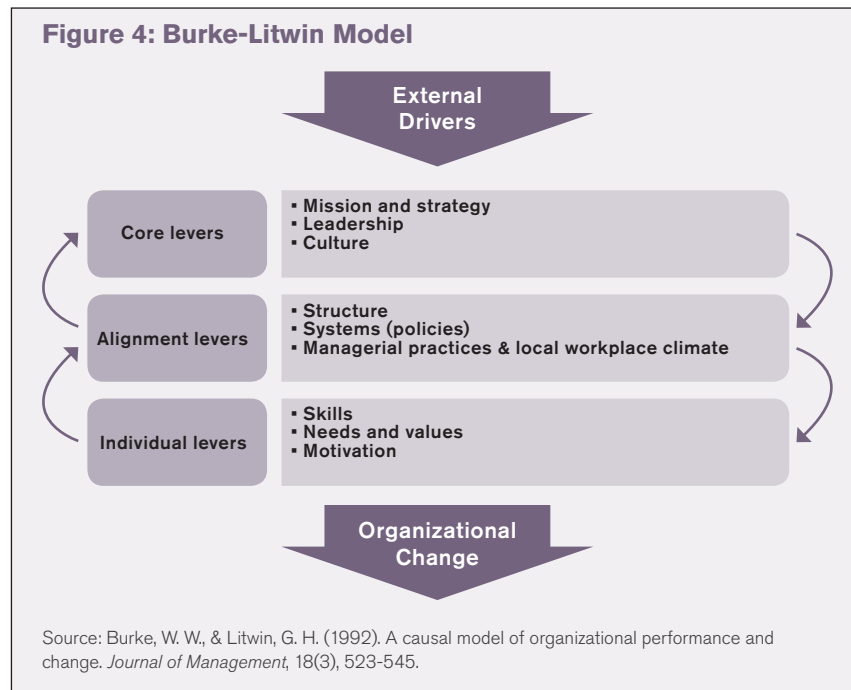 Figure 4: Burke-Litwin Model
External
Drivers
Core levers
▪ Mission and strategy
▪ Leadership
▪ Culture
Alignment levers
▪ Structure
▪ Systems (policies)
▪ Managerial practices & local workplace climate
Individual levers
▪ Skills
▪ Needs and values
▪ Motivation
Organizational
Change
Source: Burke, W. W., & Litwin, G. H. (1992). A causal model of organizational performance and
change. Journal of Management, 18(3), 523-545.